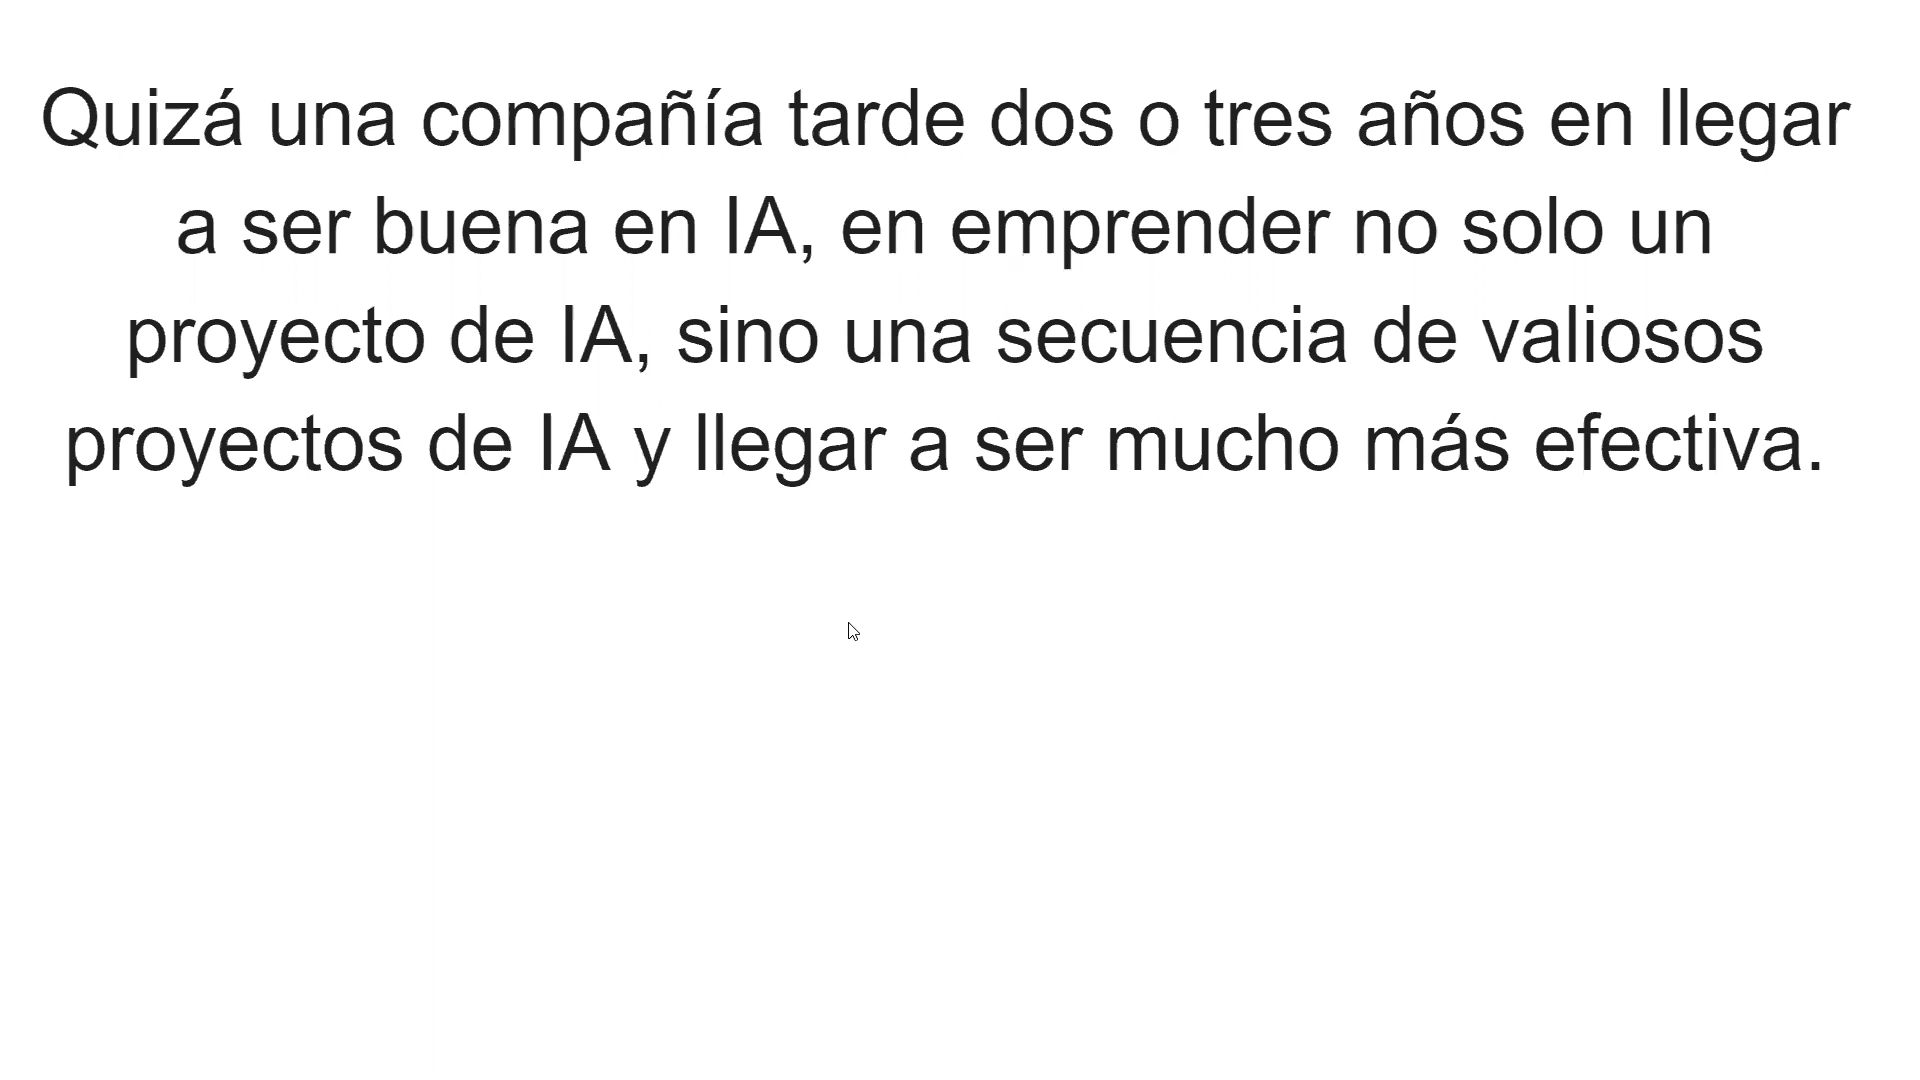 Quizá una compañía tarde dos o tres años en llegar
a ser buena en IA, en emprender no solo un
proyecto de IA, sino una secuencia de valiosos
proyectos de IA y llegar a ser mucho más efectiva.